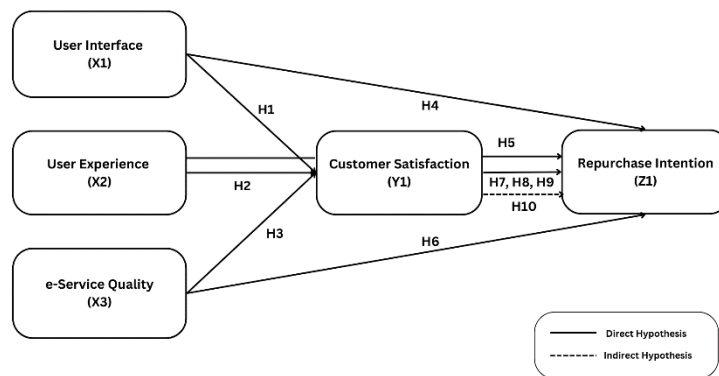 User Interface
(X1)
H1
H4
User Experience
(X2)
H2
Customer Satisfaction
(Y1)
H5
H7, H8, H9
H10
Repurchase Intention
(Z1)
H3
H6
e-Service Quality
(X3)
Direct Hypothesis
Indirect Hypothesis